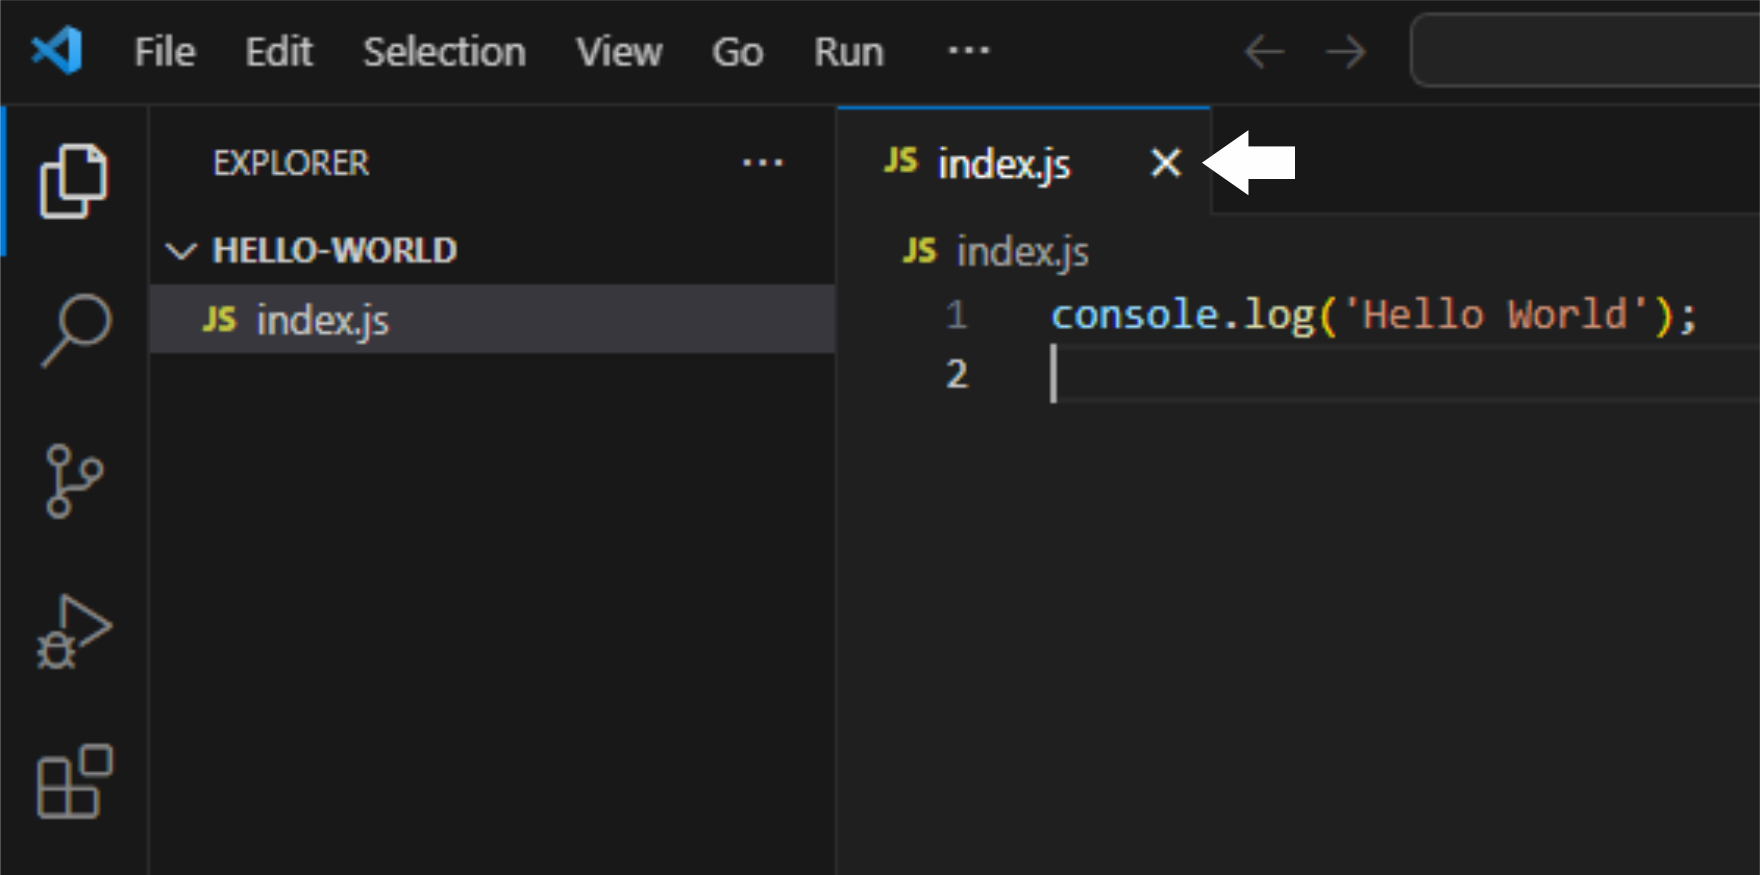 File Edit Selection View Go Run ...
EXPLORER ...
JS index.js
HELLO-WORLD
JS index.js
JS index.js
1 console.log('Hello World');
2